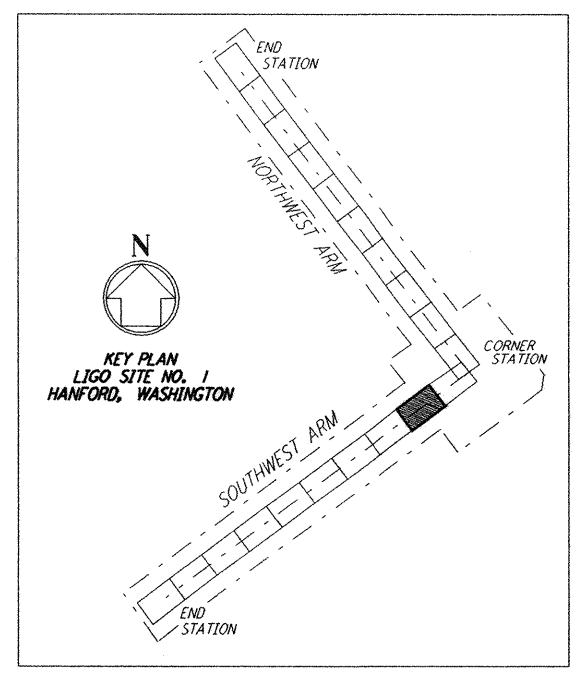 END
STATION
NORTHWEST ARM
N
KEY PLAN
LIGO SITE NO. 1
HANFORD, WASHINGTON
CORNER
STATION
SOUTHWEST ARM
END
STATION